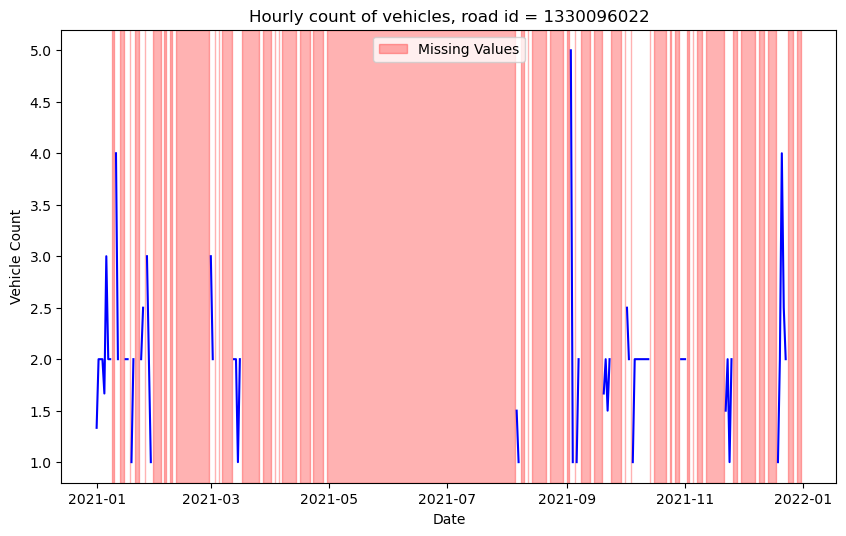 Hourly count of vehicles, road id = 1330096022
Missing Values
Vehicle Count
5.0
4.5
4.0
3.5
3.0
2.5
2.0
1.5
1.0
2021-01 2021-03 2021-05 2021-07 2021-09 2021-11 2022-01
Date